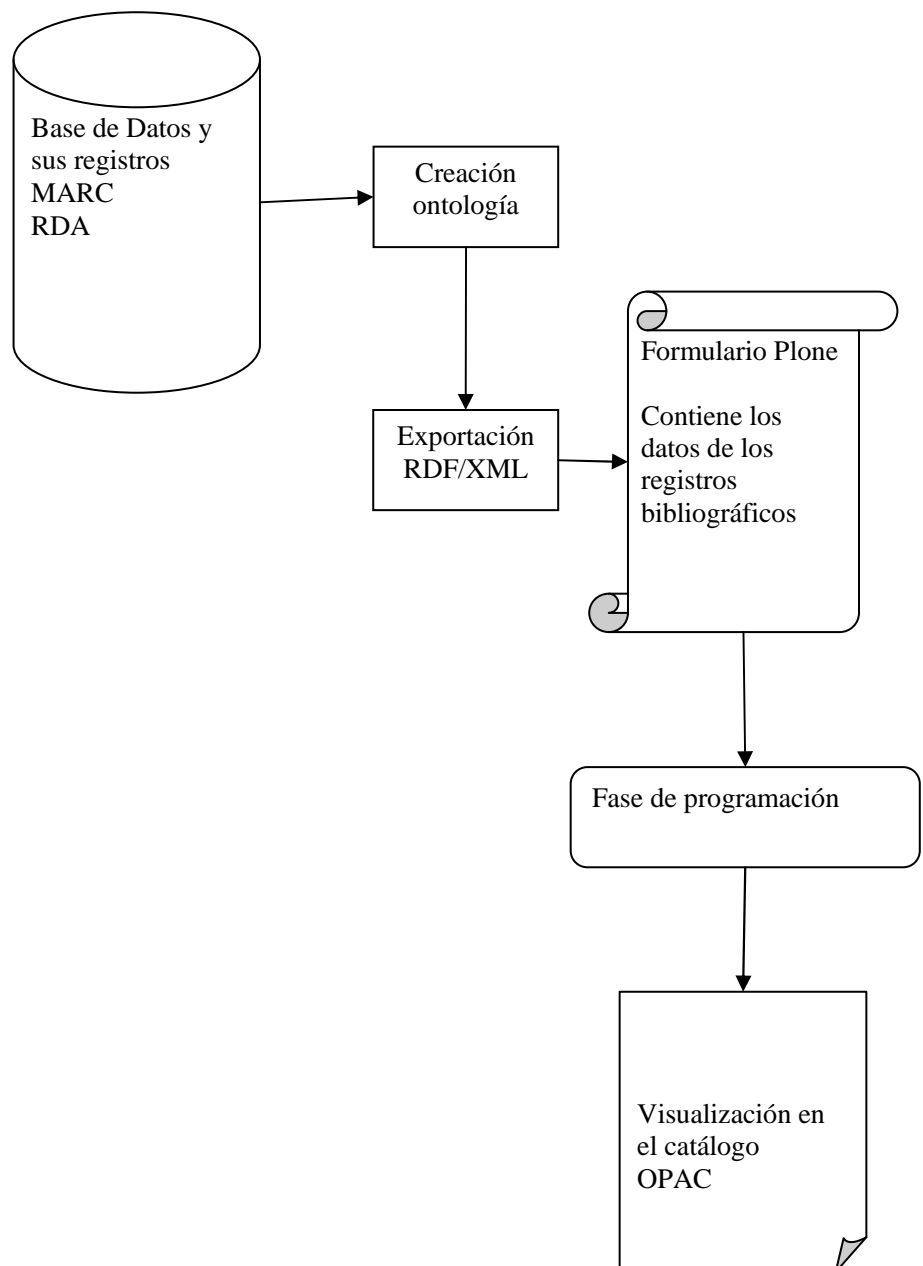 Base de Datos y
sus registros
MARC
RDA
Creación
ontología
Exportación
RDF/XML
Formulario Plone
Contiene los
datos de los
registros
bibliográficos
Fase de programación
Visualización en
el catálogo
OPAC